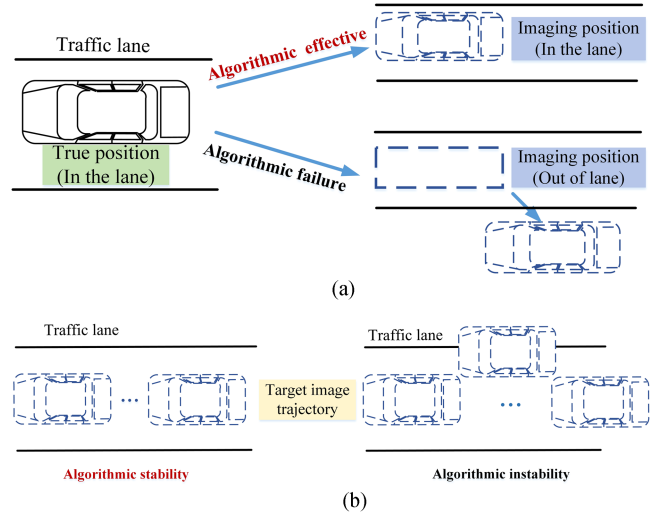 Traffic lane
True position
(In the lane)
Algorithmic effective
Algorithmic failure
Imaging position
(In the lane)
Imaging position
(Out of lane)
(a)
Traffic lane
...
Algorithmic stability
Target image
trajectory
Traffic lane
...
Algorithmic instability
(b)